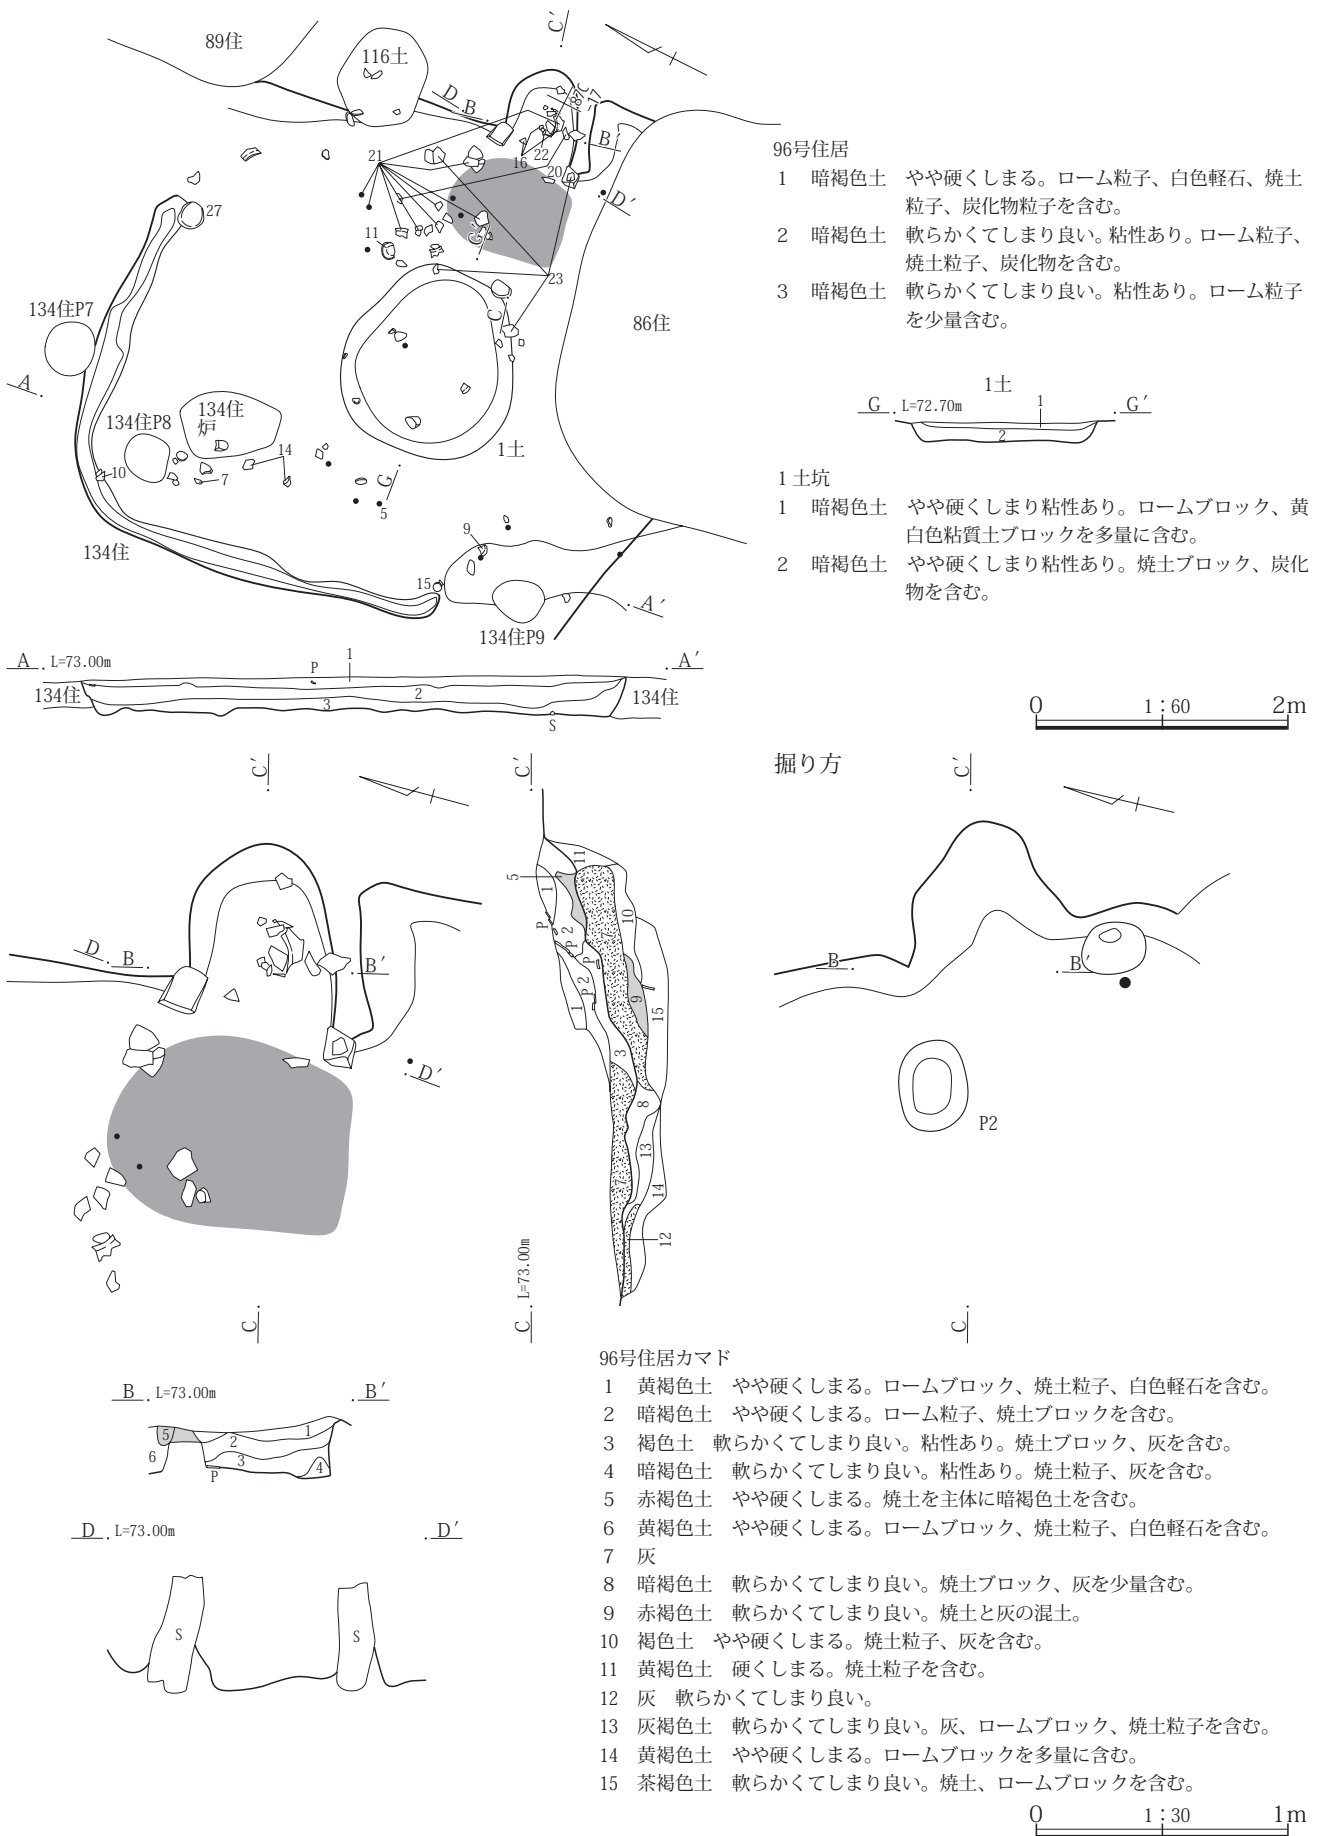 89住
116土
C′
D
B
B′
D′
21
16
22
20
27
11
G′
23
C
86住
134住P7
A
134住P8
134住
炉
14
10
7
1土
G
5
134住
9
15
A′
134住P9
96号住居
1 暗褐色土 やや硬くしまる。ローム粒子、白色軽石、焼土
粒子、炭化物粒子を含む。
2 暗褐色土 軟らかくてしまり良い。粘性あり。ローム粒子、
焼土粒子、炭化物を含む。
3 暗褐色土 軟らかくてしまり良い。粘性あり。ローム粒子
を少量含む。
1土
G L=72.70m 1 G′
2
1土坑
1 暗褐色土 やや硬くしまり粘性あり。ロームブロック、黄
白色粘質土ブロックを多量に含む。
2 暗褐色土 やや硬くしまり粘性あり。焼土ブロック、炭化
物を含む。
A L=73.00m P 1 A′
134住 2 134住
3
S
0 1:60 2m
C′
D B
B′
D′
C
C′
11
5
1
10
P
2
7
P
P
2
P
9
1
15
3
8
13
7
14
12
C L=73.00m
掘り方
C′
B
B′
P2
C
B L=73.00m B′
5
1
2
6
3
4
P
D L=73.00m D′
S
S
96号住居カマド
1 黄褐色土 やや硬くしまる。ロームブロック、焼土粒子、白色軽石を含む。
2 暗褐色土 やや硬くしまる。ローム粒子、焼土ブロックを含む。
3 褐色土 軟らかくてしまり良い。粘性あり。焼土ブロック、灰を含む。
4 暗褐色土 軟らかくてしまり良い。粘性あり。焼土粒子、灰を含む。
5 赤褐色土 やや硬くしまる。焼土を主体に暗褐色土を含む。
6 黄褐色土 やや硬くしまる。ロームブロック、焼土粒子、白色軽石を含む。
7 灰
8 暗褐色土 軟らかくてしまり良い。焼土ブロック、灰を少量含む。
9 赤褐色土 軟らかくてしまり良い。焼土と灰の混土。
10 褐色土 やや硬くしまる。焼土粒子、灰を含む。
11 黄褐色土 硬くしまる。焼土粒子を含む。
12 灰 軟らかくてしまり良い。
13 灰褐色土 軟らかくてしまり良い。灰、ロームブロック、焼土粒子を含む。
14 黄褐色土 やや硬くしまる。ロームブロックを多量に含む。
15 茶褐色土 軟らかくてしまり良い。焼土、ロームブロックを含む。
0 1:30 1m